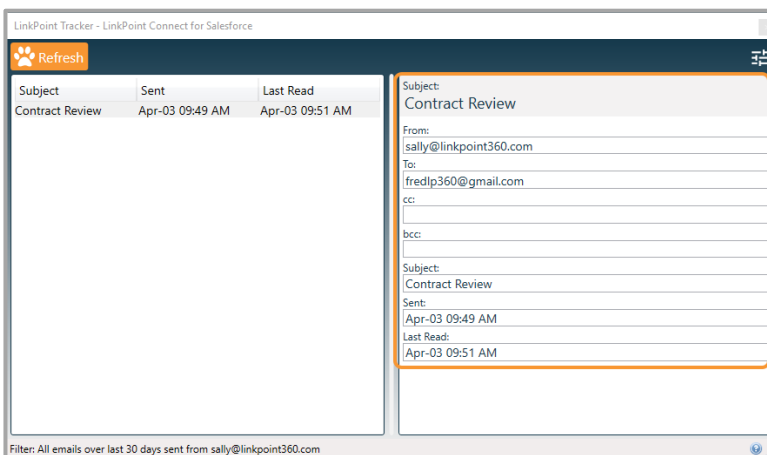 LinkPoint Tracker - LinkPoint Connect for Salesforce
Refresh
Subject Sent Last Read
Contract Review Apr-03 09:49 AM Apr-03 09:51 AM
Subject:
Contract Review
From:
sally@linkpoint360.com
To:
fredlp360@gmail.com
cc:
bcc:
Subject:
Contract Review
Sent:
Apr-03 09:49 AM
Last Read:
Apr-03 09:51 AM
Filter: All emails over last 30 days sent from sally@linkpoint360.com